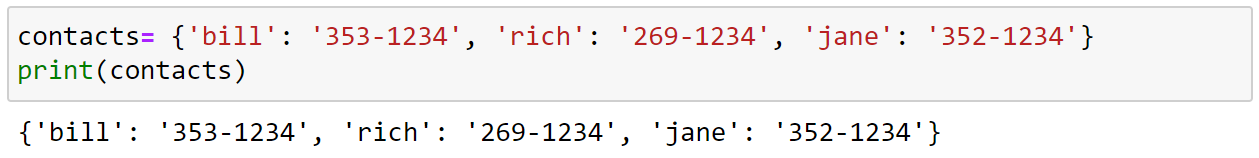 contacts= {'bill': '353-1234', 'rich': '269-1234', 'jane': '352-1234'}
print(contacts)
{'bill': '353-1234', 'rich': '269-1234', 'jane': '352-1234'}